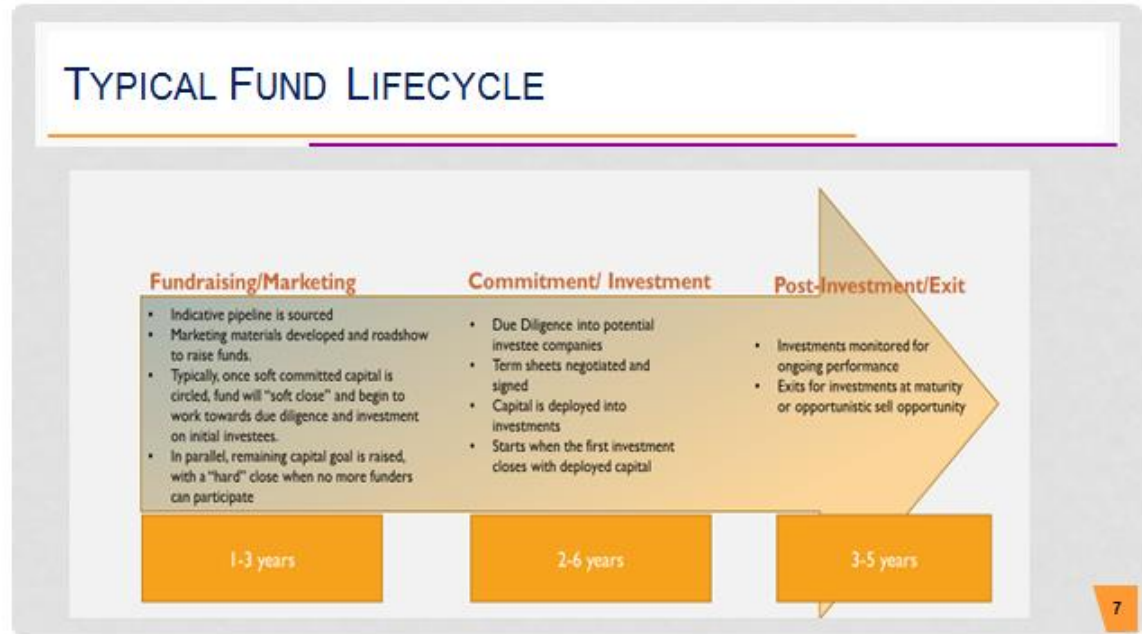 TYPICAL FUND LIFECYCLE
Fundraising/Marketing
• Indicative pipeline is sourced
• Marketing materials developed and roadshow
to raise funds.
• Typically, once soft committed capital is
circled, fund will “soft close” and begin to
work towards due diligence and investment
on initial investees.
• In parallel, remaining capital goal is raised,
with a “hard” close when no more funders
can participate
1-3 years
Commitment/ Investment
• Due Diligence into potential
investee companies
• Term sheets negotiated and
signed
• Capital is deployed into
investments
• Starts when the first investment
closes with deployed capital
2-6 years
Post-Investment/Exit
• Investments monitored for
ongoing performance
• Exits for investments at maturity
or opportunistic sell opportunity
3-5 years
7